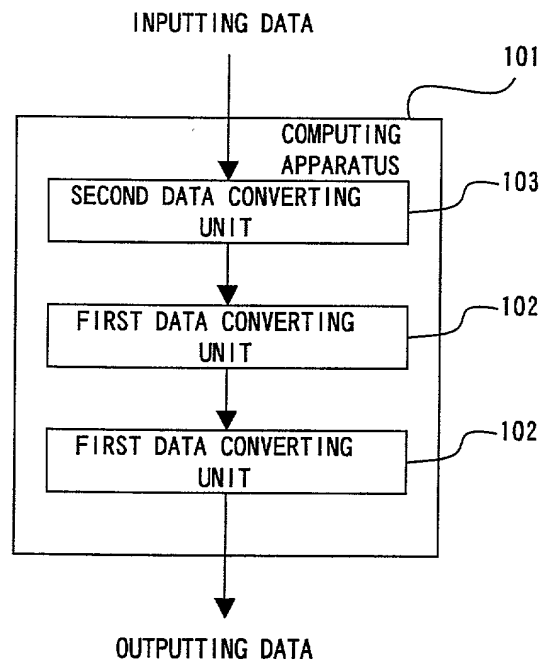 INPUTTING DATA
101
COMPUTING
APPARATUS
SECOND DATA CONVERTING
UNIT
103
FIRST DATA CONVERTING
UNIT
102
FIRST DATA CONVERTING
UNIT
102
OUTPUTTING DATA